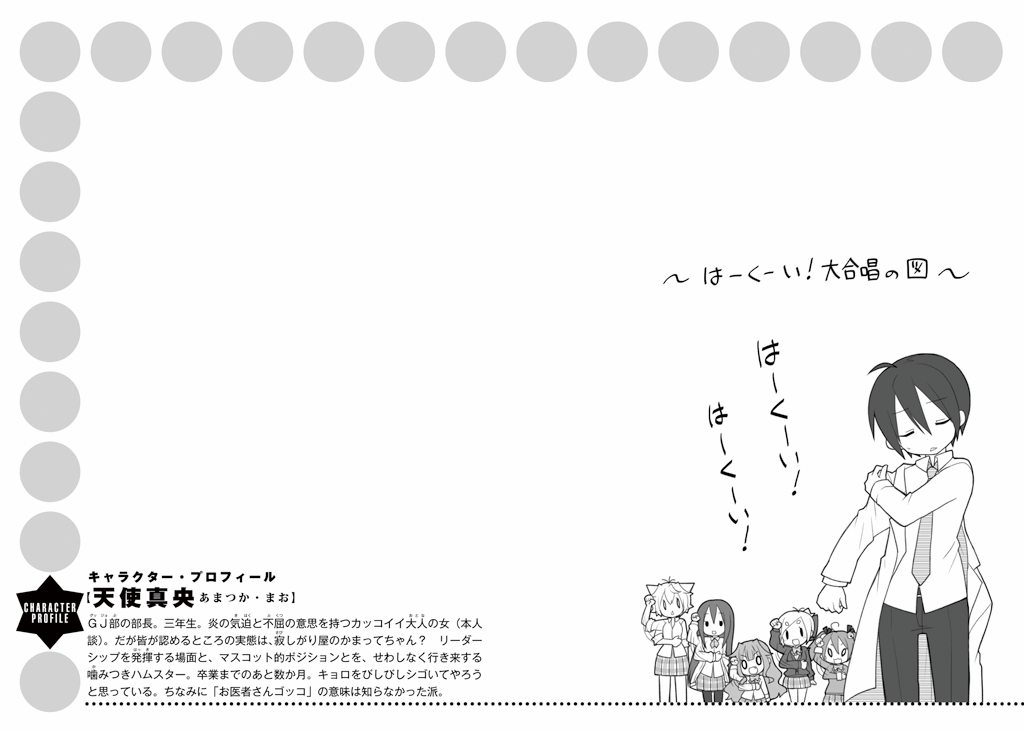 ～はーくーい！大合唱の図～
はーくーい！
はーくーい！
キャラクター・プロフィール
CHARACTER
PROFILE
【天使真央 あまつか・まお】
ＧＪ部の部長。三年生。炎の気迫と不屈の意思を持つカッコイイ大人の女（本人
談）。だが皆が認めるところの実態は、寂しがり屋のかまってちゃん？　リーダー
シップを発揮する場面と、マスコット的ポジションとを、せわしなく行き来する
噛みつきハムスター。卒業までのあと数か月。キョロをびしびしシゴいてやろう
と思っている。ちなみに「お医者さんゴッコ」の意味は知らなかった派。